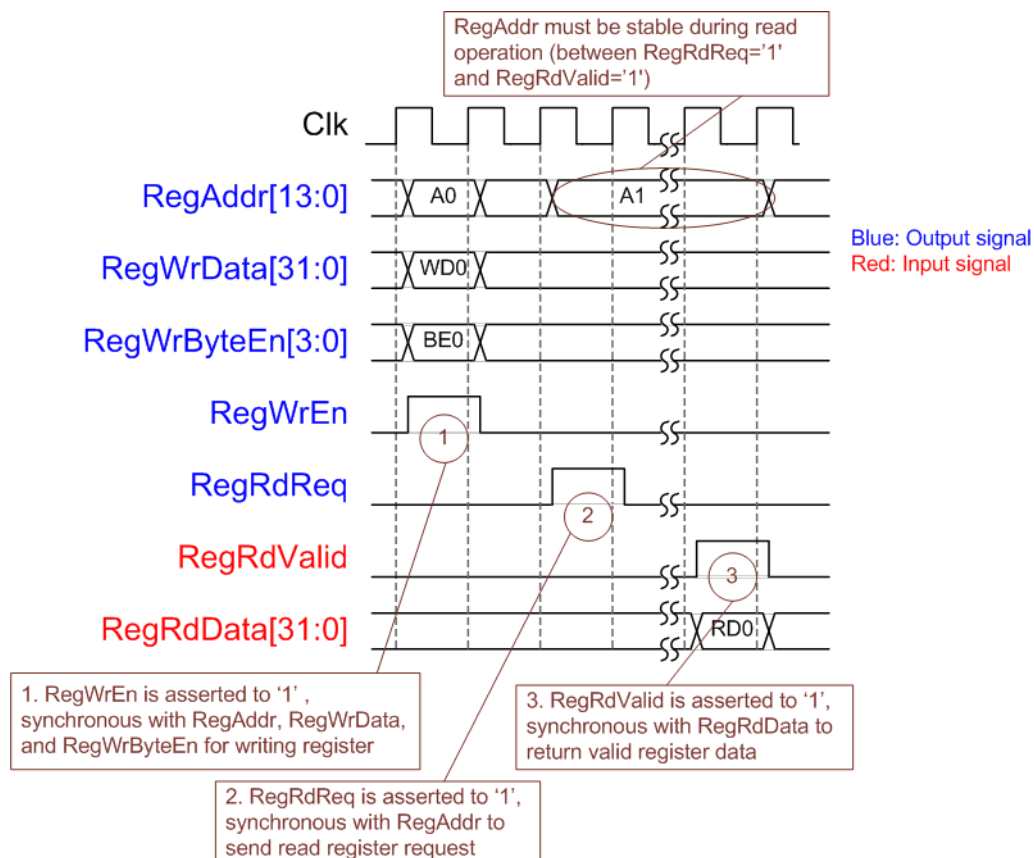 RegAddr must be stable during read
operation (between RegRdReq='1'
and RegRdValid='1')
Clk
RegAddr[13:0]
A0
A1
Blue: Output signal
Red: Input signal
RegWrData[31:0]
WD0
RegWrByteEn[3:0]
BE0
RegWrEn
1
RegRdReq
2
RegRdValid
3
RegRdData[31:0]
RD0
1. RegWrEn is asserted to ‘1’ ,
synchronous with RegAddr, RegWrData,
and RegWrByteEn for writing register
3. RegRdValid is asserted to ‘1’,
synchronous with RegRdData to
return valid register data
2. RegRdReq is asserted to ‘1’,
synchronous with RegAddr to
send read register request